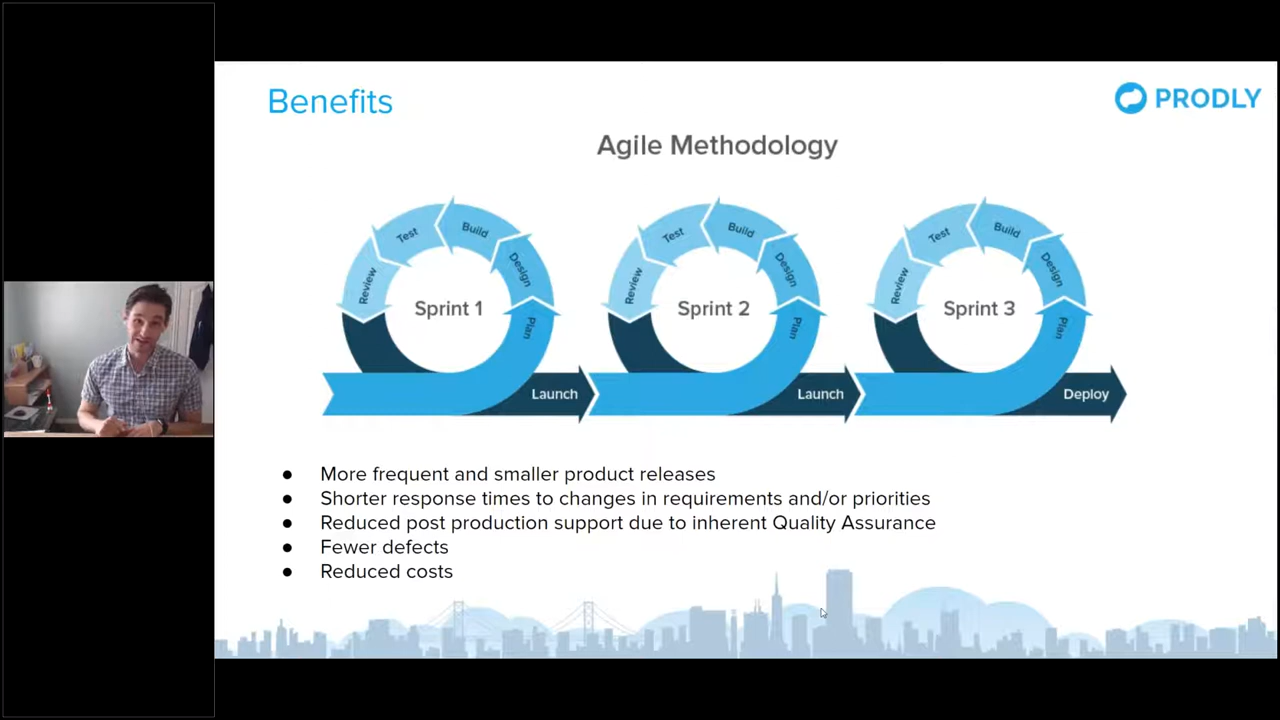 Benefits
PRODLY
Agile Methodology
Plan
Design
Build
Test
Review
Sprint 1
Launch
Plan
Design
Build
Test
Review
Sprint 2
Launch
Plan
Design
Build
Test
Review
Sprint 3
Deploy
● More frequent and smaller product releases
● Shorter response times to changes in requirements and/or priorities
● Reduced post production support due to inherent Quality Assurance
● Fewer defects
● Reduced costs